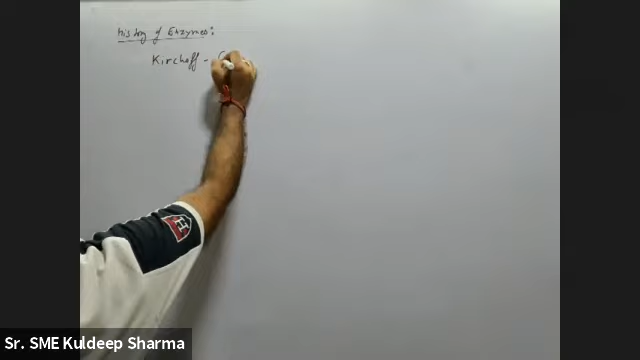 History of Enzymes:
Kirchoff -
Sr. SME Kuldeep Sharma